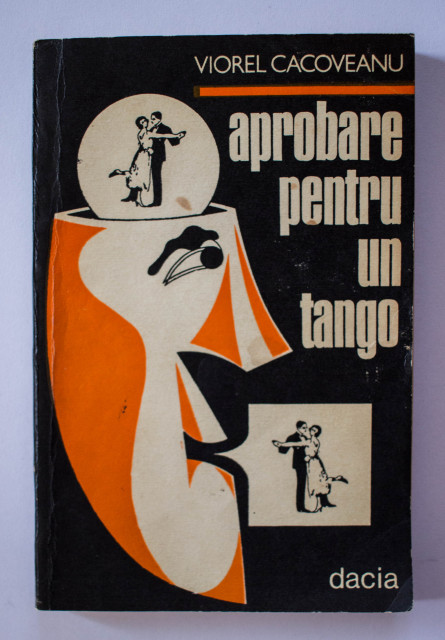 VIOREL CACOVEANU
aprobare
pentru
un
tango
dacia